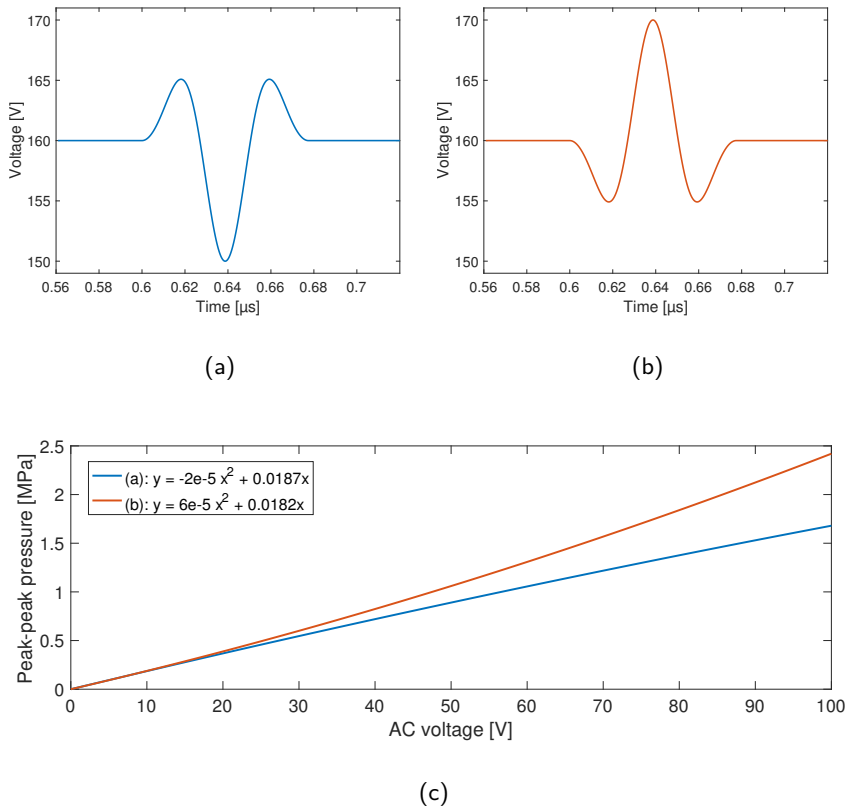 170
165
160
155
150
Voltage [V]
0.56 0.58 0.6 0.62 0.64 0.66 0.68 0.7
Time [µs]
(a)
170
165
160
155
150
Voltage [V]
0.56 0.58 0.6 0.62 0.64 0.66 0.68 0.7
Time [µs]
(b)
2.5
2
1.5
1
0.5
0
Peak-peak pressure [MPa]
(a): y = -2e-5 x² + 0.0187x
(b): y = 6e-5 x² + 0.0182x
0 10 20 30 40 50 60 70 80 90 100
AC voltage [V]
(c)